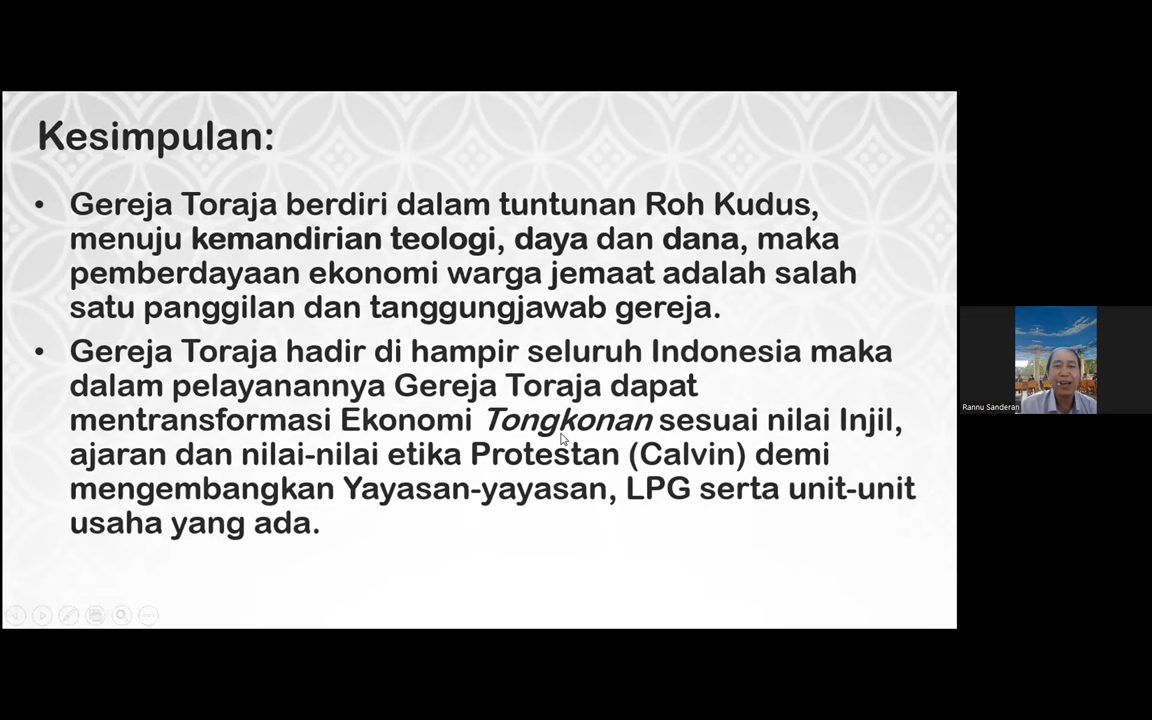 Kesimpulan:
• Gereja Toraja berdiri dalam tuntunan Roh Kudus,
menuju kemandirian teologi, daya dan dana, maka
pemberdayaan ekonomi warga jemaat adalah salah
satu panggilan dan tanggungjawab gereja.
• Gereja Toraja hadir di hampir seluruh Indonesia maka
dalam pelayanannya Gereja Toraja dapat
mentransformasi Ekonomi Tongkonan sesuai nilai Injil,
ajaran dan nilai-nilai etika Protestan (Calvin) demi
mengembangkan Yayasan-yayasan, LPG serta unit-unit
usaha yang ada.
Rannu Sanderan